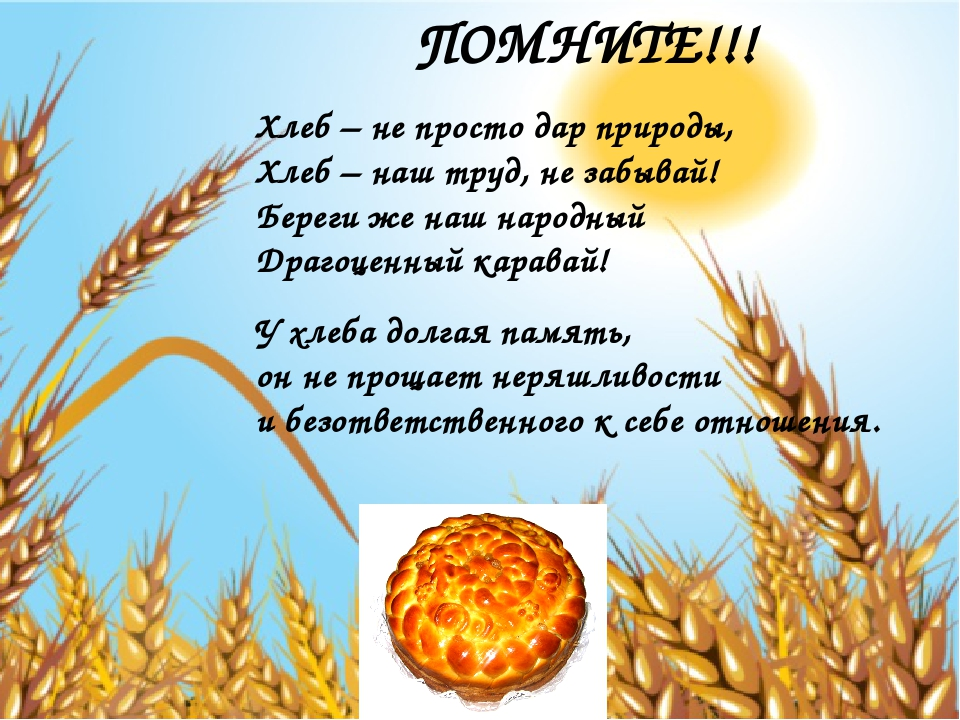 ПОМНИТЕ!!!
Хлеб – не просто дар природы,
Хлеб – наш труд, не забывай!
Береги же наш народный
Драгоценный каравай!
У хлеба долгая память,
он не прощает неряшливости
и безответственного к себе отношения.